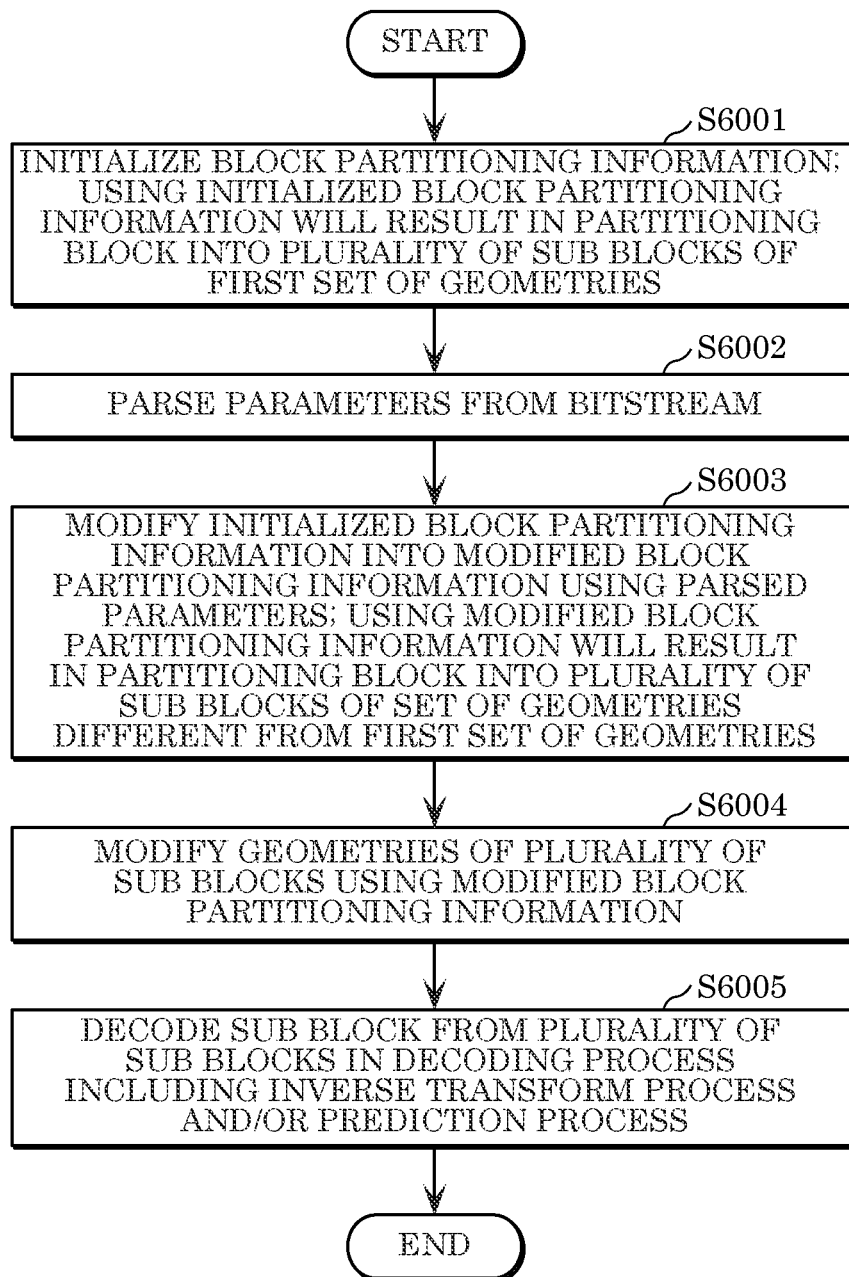 START
S6001
INITIALIZE BLOCK PARTITIONING INFORMATION;
USING INITIALIZED BLOCK PARTITIONING
INFORMATION WILL RESULT IN PARTITIONING
BLOCK INTO PLURALITY OF SUB BLOCKS OF
FIRST SET OF GEOMETRIES
S6002
PARSE PARAMETERS FROM BITSTREAM
S6003
MODIFY INITIALIZED BLOCK PARTITIONING
INFORMATION INTO MODIFIED BLOCK
PARTITIONING INFORMATION USING PARSED
PARAMETERS; USING MODIFIED BLOCK
PARTITIONING INFORMATION WILL RESULT
IN PARTITIONING BLOCK INTO PLURALITY OF
SUB BLOCKS OF SET OF GEOMETRIES
DIFFERENT FROM FIRST SET OF GEOMETRIES
S6004
MODIFY GEOMETRIES OF PLURALITY OF
SUB BLOCKS USING MODIFIED BLOCK
PARTITIONING INFORMATION
S6005
DECODE SUB BLOCK FROM PLURALITY OF
SUB BLOCKS IN DECODING PROCESS
INCLUDING INVERSE TRANSFORM PROCESS
AND/OR PREDICTION PROCESS
END